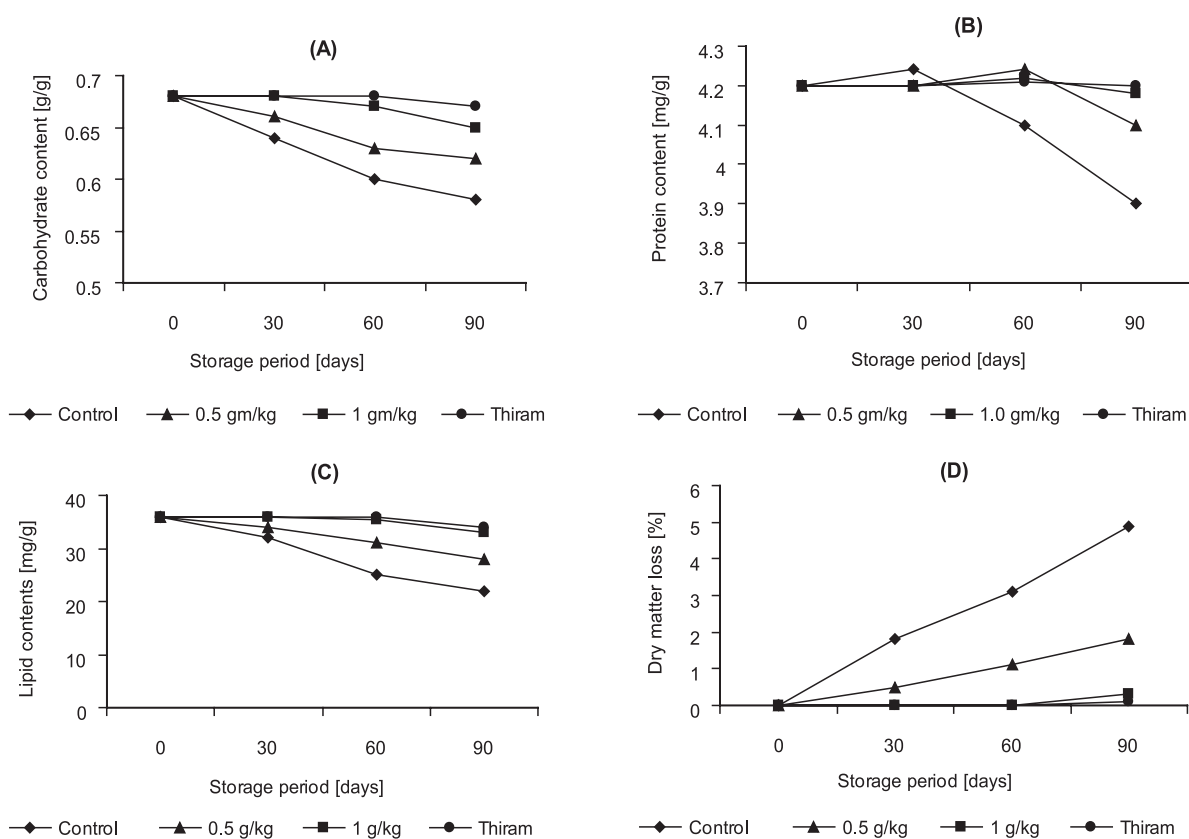 (A)
Carbohydrate content [g/g]
0.7
0.65
0.6
0.55
0.5
0 30 60 90
Storage period [days]
Control 0.5 gm/kg 1 gm/kg Thiram
(B)
Protein content [mg/g]
4.3
4.2
4.1
4
3.9
3.8
3.7
0 30 60 90
Storage period [days]
Control 0.5 gm/kg 1.0 gm/kg Thiram
(C)
Lipid contents [mg/g]
40
30
20
10
0
0 30 60 90
Storage period [days]
Control 0.5 g/kg 1 g/kg Thiram
(D)
Dry matter loss [%]
6
5
4
3
2
1
0
0 30 60 90
Storage period [days]
Control 0.5 g/kg 1 g/kg Thiram